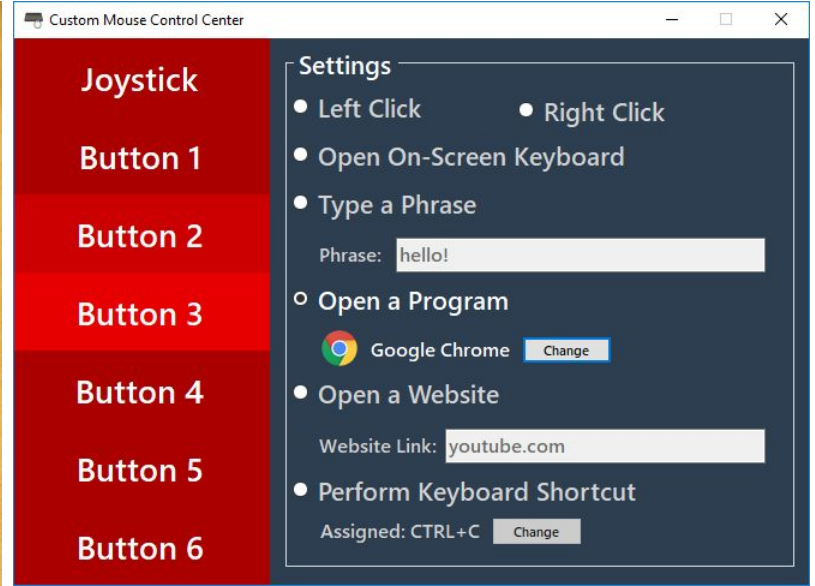 Custom Mouse Control Center
Joystick
Button 1
Button 2
Button 3
Button 4
Button 5
Button 6
Settings
Left Click
Right Click
Open On-Screen Keyboard
Type a Phrase
Phrase: hello!
Open a Program
Google Chrome Change
Open a Website
Website Link: youtube.com
Perform Keyboard Shortcut
Assigned: CTRL+C Change